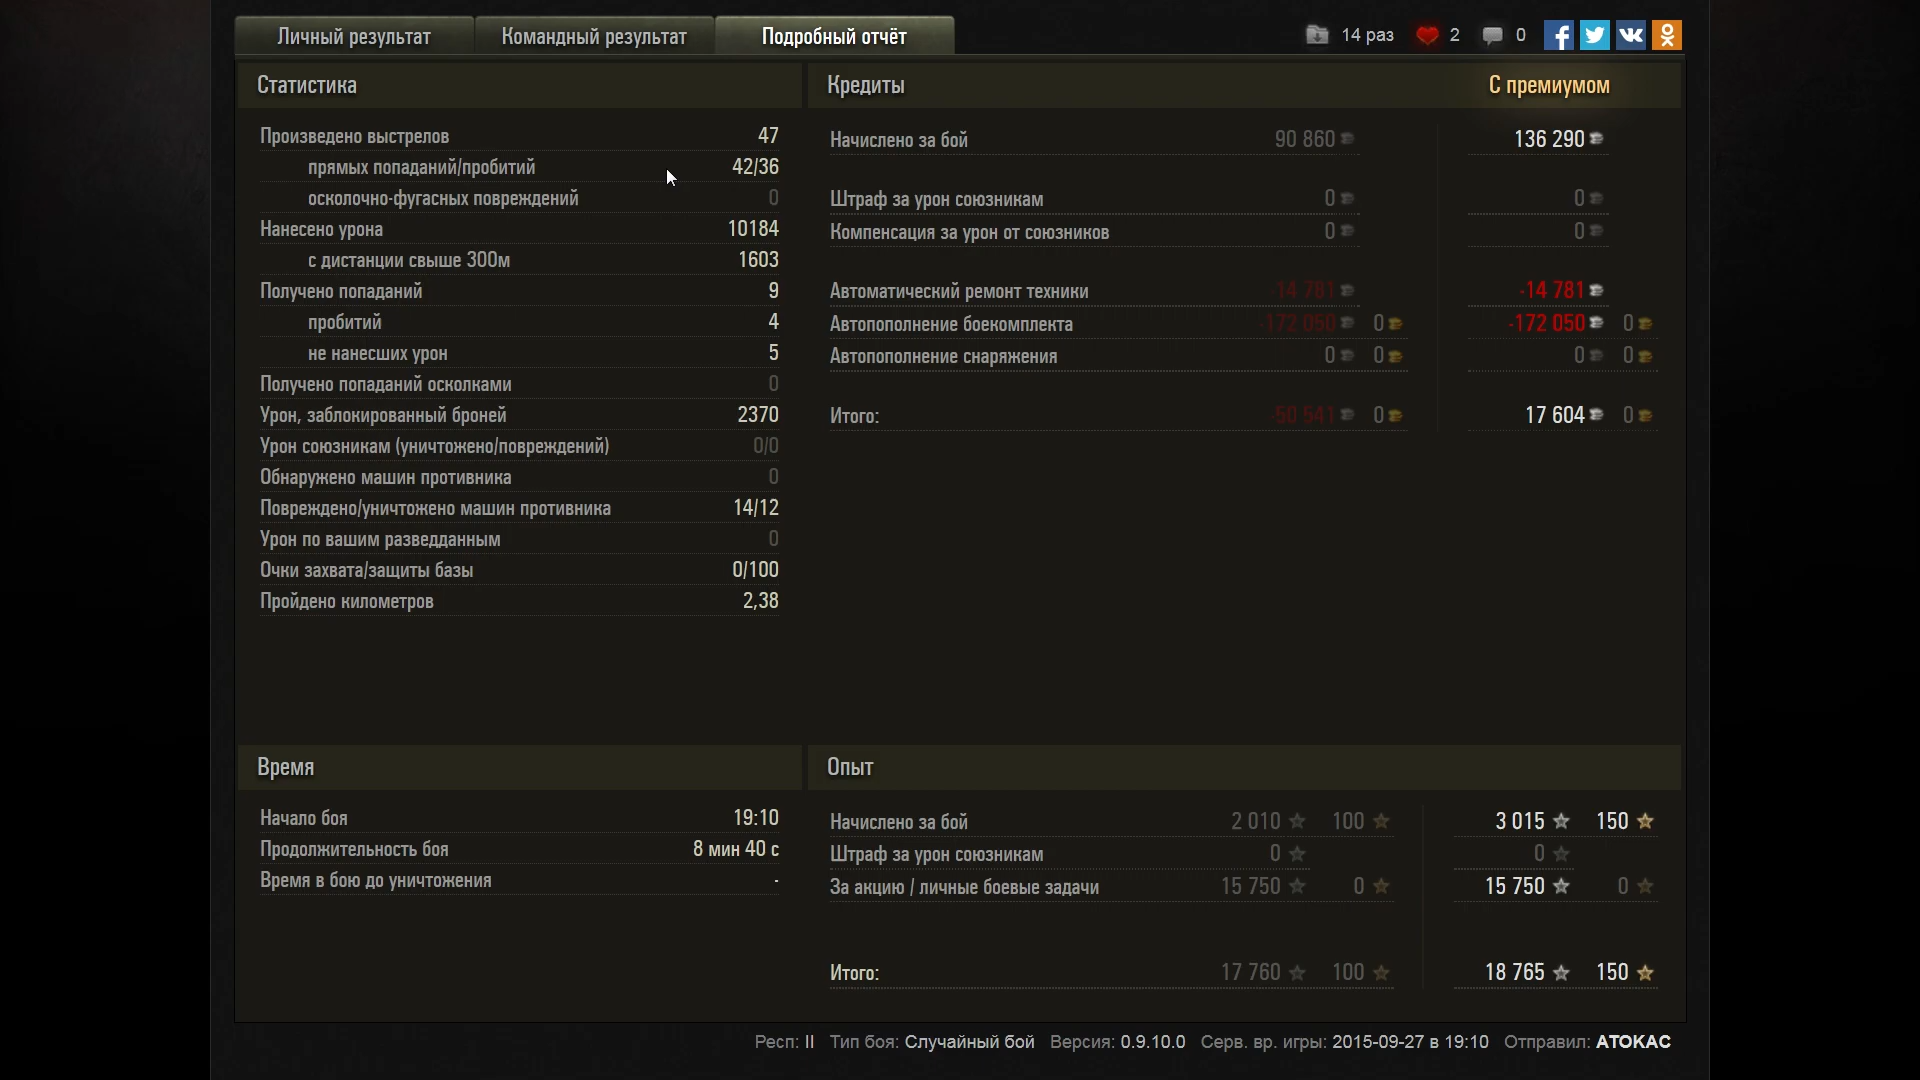 Личный результат Командный результат Подробный отчёт 14 раз 2 0
Статистика
Произведено выстрелов 47
прямых попаданий/пробитий 42/36
осколочно-фугасных повреждений 0
Нанесено урона 10184
с дистанции свыше 300м 1603
Получено попаданий 9
пробитий 4
не нанесших урон 5
Получено попаданий осколками 0
Урон, заблокированный броней 2370
Урон союзникам (уничтожено/повреждений) 0/0
Обнаружено машин противника 0
Повреждено/уничтожено машин противника 14/12
Урон по вашим разведданным 0
Очки захвата/защиты базы 0/100
Пройдено километров 2,38
Кредиты С премиумом
Начислено за бой 90 860 136 290
Штраф за урон союзникам 0 0
Компенсация за урон от союзников 0 0
Автоматический ремонт техники -14 781 -14 781
Автопополнение боекомплекта -172 050 0 -172 050 0
Автопополнение снаряжения 0 0 0 0
Итого: -50 541 0 17 604 0
Время
Начало боя 19:10
Продолжительность боя 8 мин 40 с
Время в бою до уничтожения -
Опыт
Начислено за бой 2 010 100 3 015 150
Штраф за урон союзникам 0 0
За акцию / личные боевые задачи 15 750 0 15 750 0
Итого: 17 760 100 18 765 150
Респ: II Тип боя: Случайный бой Версия: 0.9.10.0 Серв. вр. игры: 2015-09-27 в 19:10 Отправил: ATOKAC